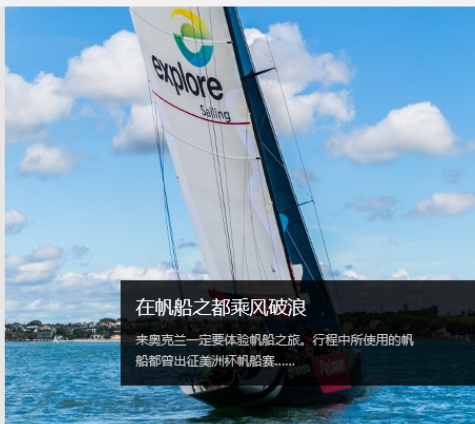 explore
Sailing
在帆船之都乘风破浪
来奥克兰一定要体验帆船之旅。行程中所使用的帆
船都曾出征美洲杯帆船赛......